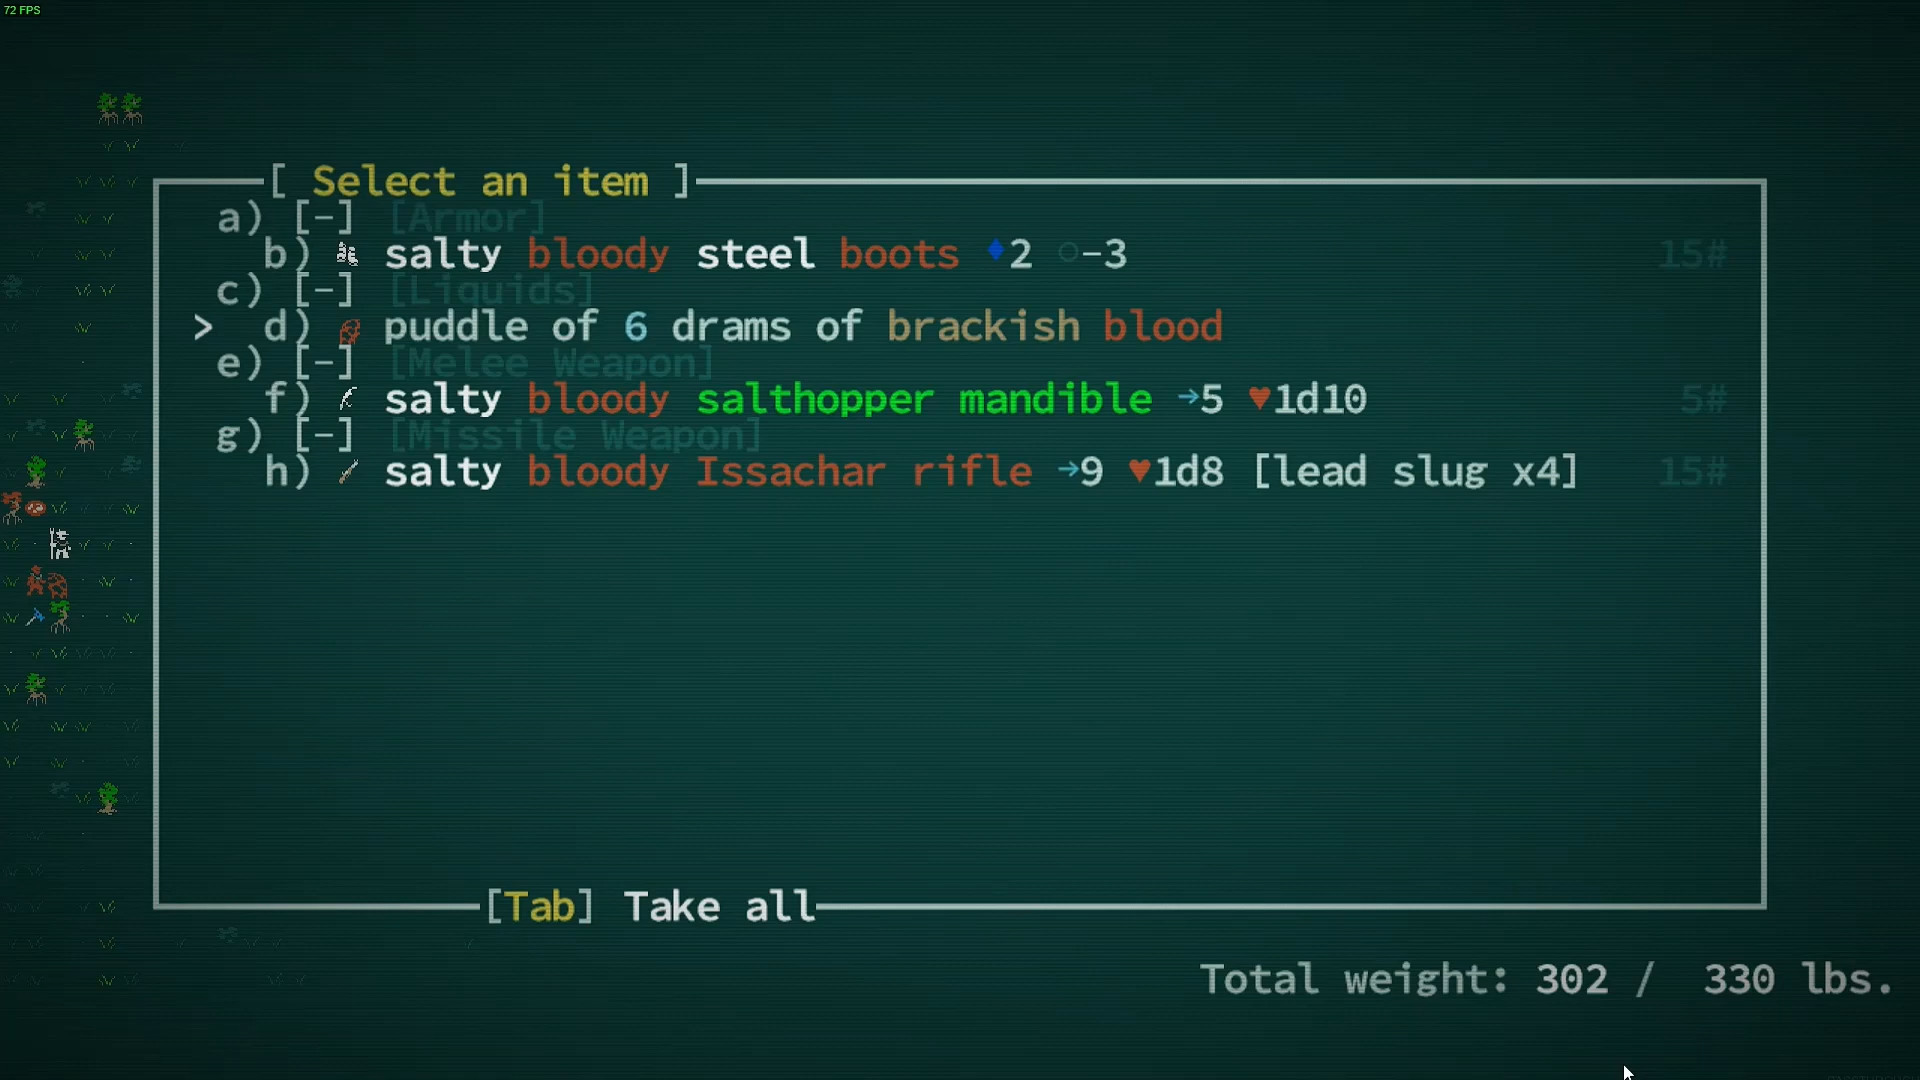 72 FPS
[ Select an item ]
a) [-] [Armor]
b) salty bloody steel boots ♦2 ○-3 15#
c) [-] [Liquids]
> d) puddle of 6 drams of brackish blood
e) [-] [Melee Weapon]
f) salty bloody salthopper mandible →5 ♥1d10 5#
g) [-] [Missile Weapon]
h) salty bloody Issachar rifle →9 ♥1d8 [lead slug x4] 15#
[Tab] Take all
Total weight: 302 / 330 lbs.